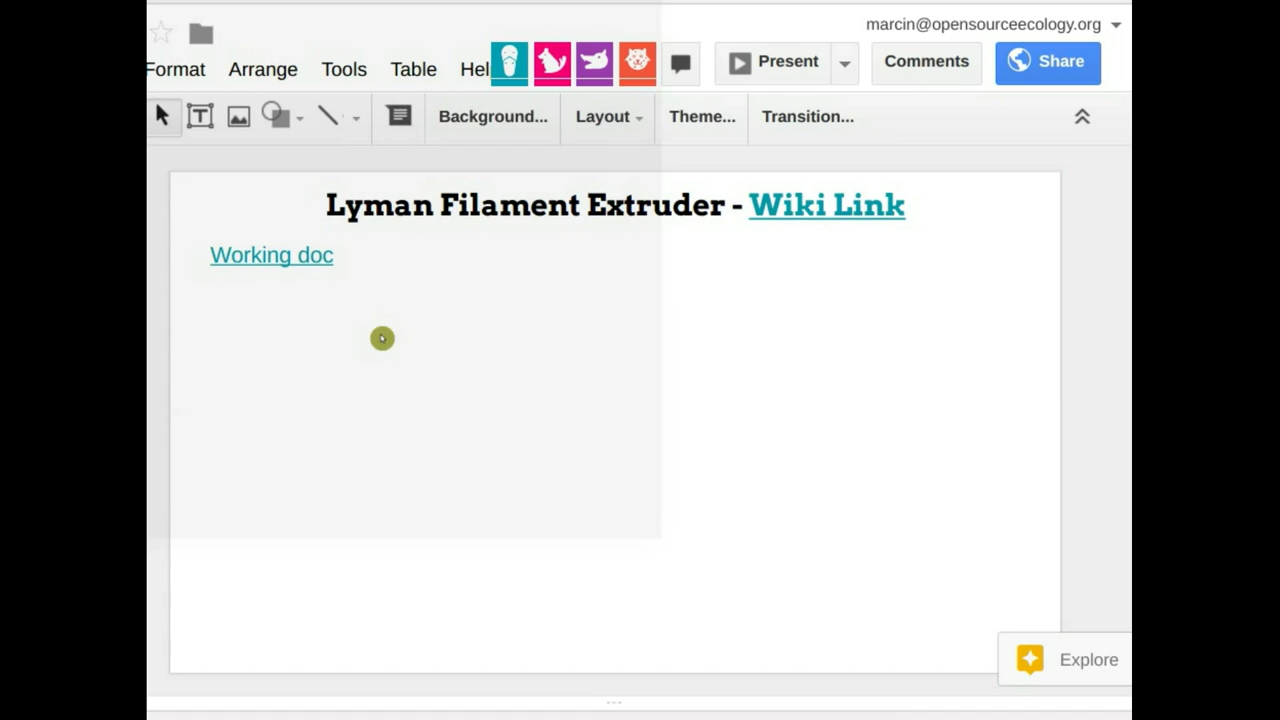 marcin@opensourceecology.org
Format Arrange Tools Table Hel
Present Comments Share
T Background... Layout Theme... Transition...
Lyman Filament Extruder - Wiki Link
Working doc
Explore